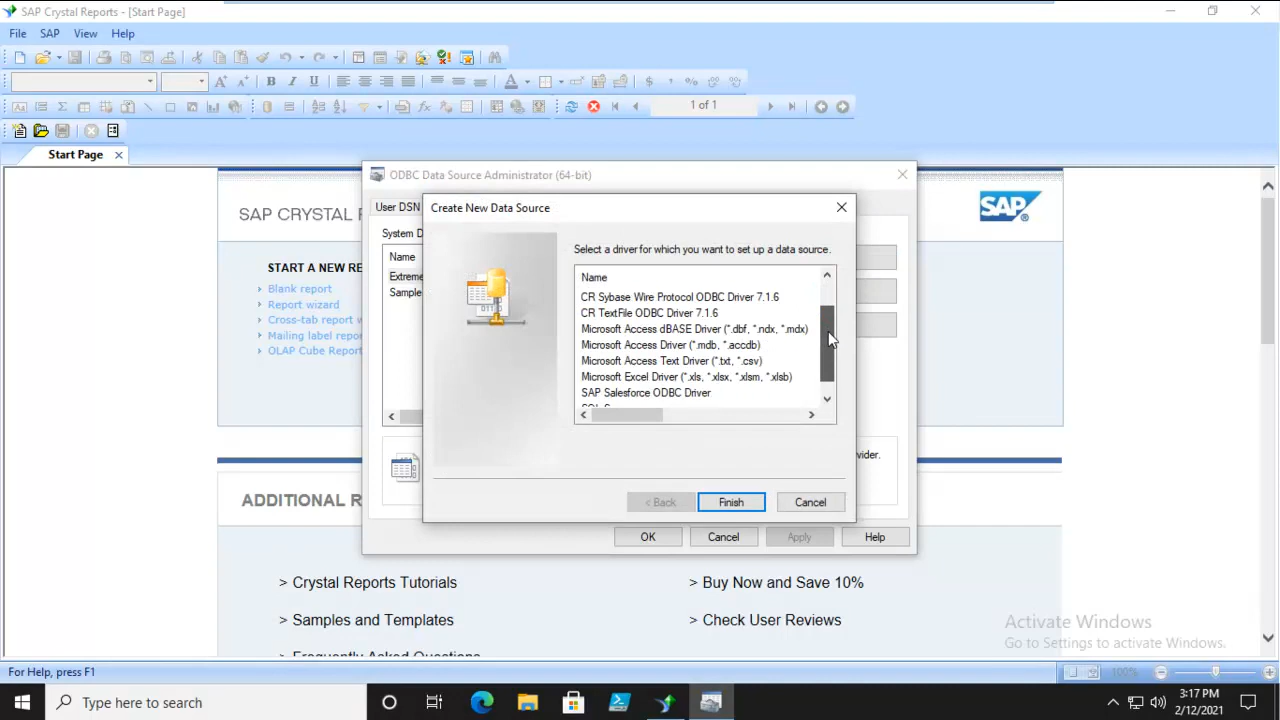 SAP Crystal Reports - [Start Page]
File SAP View Help
1 of 1
Start Page
SAP CRYSTAL
SAP
START A NEW RE
Blank report
Report wizard
Cross-tab report w
Mailing label repor
OLAP Cube Report
ODBC Data Source Administrator (64-bit)
User DSN
System D
Name
Extreme
Sample
vider.
OK Cancel Apply Help
Create New Data Source
Select a driver for which you want to set up a data source.
Name
CR Sybase Wire Protocol ODBC Driver 7.1.6
CR TextFile ODBC Driver 7.1.6
Microsoft Access dBASE Driver (*.dbf, *.ndx, *.mdx)
Microsoft Access Driver (*.mdb, *.accdb)
Microsoft Access Text Driver (*.txt, *.csv)
Microsoft Excel Driver (*.xls, *.xlsx, *.xlsm, *.xlsb)
SAP Salesforce ODBC Driver
< Back Finish Cancel
ADDITIONAL R
> Crystal Reports Tutorials
> Buy Now and Save 10%
> Samples and Templates
> Check User Reviews
> Frequently Asked Questions
Activate Windows
Go to Settings to activate Windows.
For Help, press F1
100%
Type here to search
3:17 PM
2/12/2021